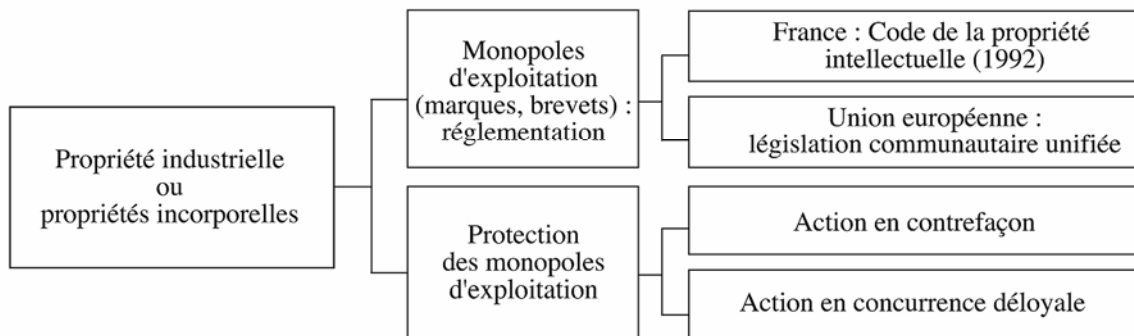 Propriété industrielle
ou
propriétés incorporelles
Monopoles
d'exploitation
(marques, brevets) :
réglementation
France : Code de la propriété
intellectuelle (1992)
Union européenne :
législation communautaire unifiée
Protection
des monopoles
d'exploitation
Action en contrefaçon
Action en concurrence déloyale